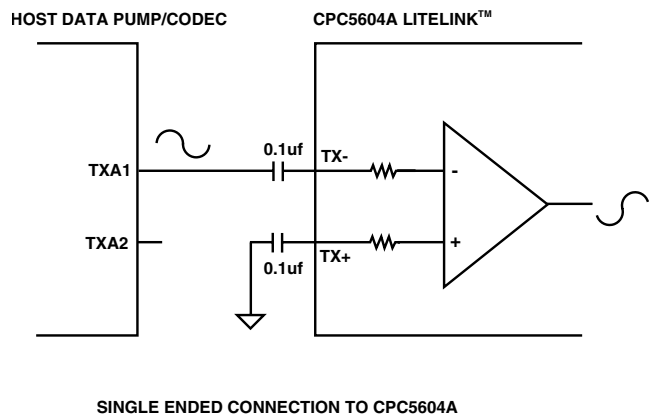 HOST DATA PUMP/CODEC
CPC5604A LITELINK™
0.1uf
TX-
TXA1
-
TXA2
+
TX+
0.1uf
SINGLE ENDED CONNECTION TO CPC5604A